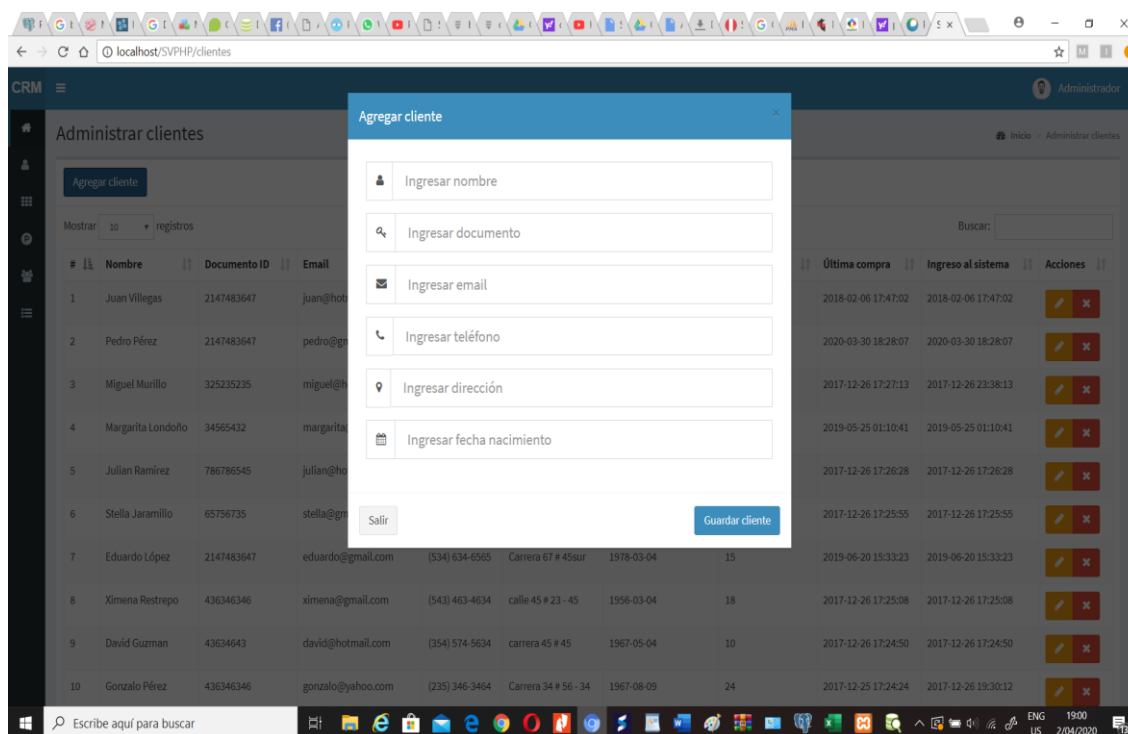 localhost/SVPHP/clientes
CRM
Administrador
Administrar clientes
Inicio > Administrar clientes
Agregar cliente
Mostrar 10 registros
Buscar:
# Nombre Documento ID Email Última compra Ingreso al sistema Acciones
1 Juan Villegas 2147483647 juan@hot 2018-02-06 17:47:02 2018-02-06 17:47:02
2 Pedro Pérez 2147483647 pedro@gm 2020-03-30 18:28:07 2020-03-30 18:28:07
3 Miguel Murillo 325235235 miguel@h 2017-12-26 17:27:13 2017-12-26 23:38:13
4 Margarita Londoño 34565432 margarita 2019-05-25 01:10:41 2019-05-25 01:10:41
5 Julian Ramirez 786786545 julian@ho 2017-12-26 17:26:28 2017-12-26 17:26:28
6 Stella Jaramillo 65756735 stella@gm 2017-12-26 17:25:55 2017-12-26 17:25:55
7 Eduardo López 2147483647 eduardo@gmail.com (534) 634-6565 Carrera 67 # 45sur 1978-03-04 15 2019-06-20 15:33:23 2019-06-20 15:33:23
8 Ximena Restrepo 436346346 ximena@gmail.com (543) 463-4634 calle 45 # 23 - 45 1956-03-04 18 2017-12-26 17:25:08 2017-12-26 17:25:08
9 David Guzman 43634643 david@hotmail.com (354) 574-5634 carrera 45 # 45 1967-05-04 10 2017-12-26 17:24:50 2017-12-26 17:24:50
10 Gonzalo Pérez 436346346 gonzalo@yahoo.com (235) 346-3464 Carrera 34 # 56 - 34 1967-08-09 24 2017-12-25 17:24:24 2017-12-26 19:30:12
Agregar cliente
Ingresar nombre
Ingresar documento
Ingresar email
Ingresar teléfono
Ingresar dirección
Ingresar fecha nacimiento
Salir
Guardar cliente
Escribe aquí para buscar
ENG 19:00
US 2/04/2020